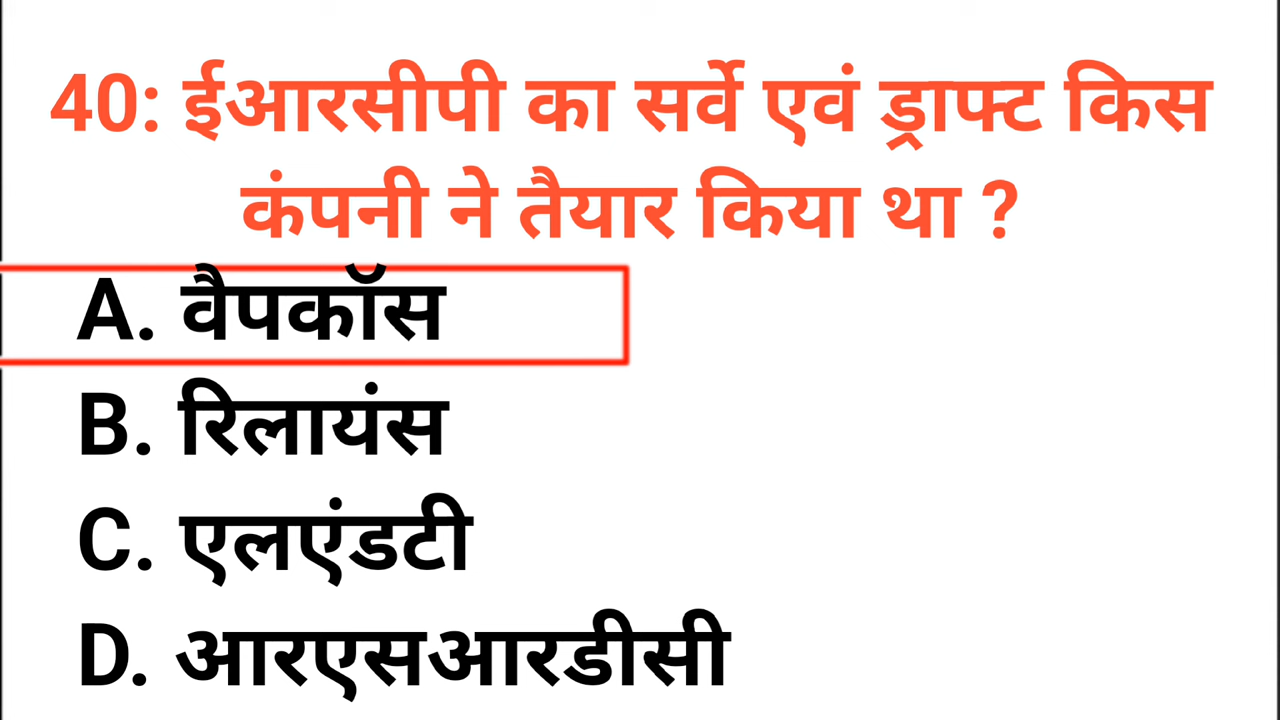 40: ईआरसीपी का सर्वे एवं ड्राफ्ट किस
कंपनी ने तैयार किया था ?
A. वैपकॉस
B. रिलायंस
C. एलएंडटी
D. आरएसआरडीसी